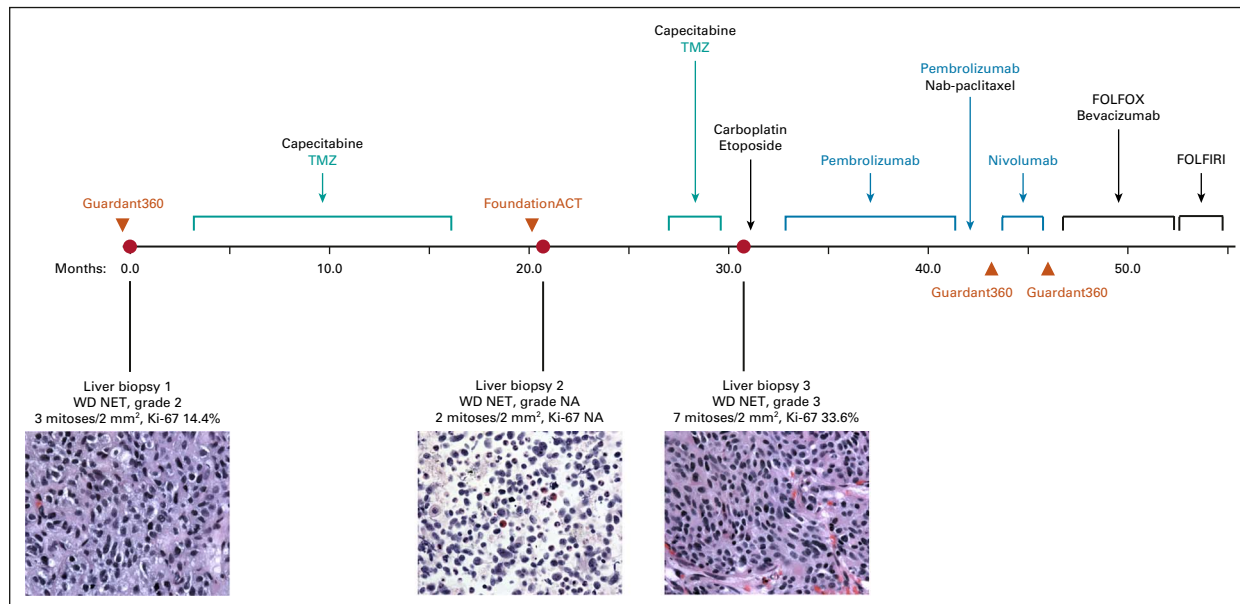 Capecitabine
TMZ
Capecitabine
TMZ
Pembrolizumab
Nab-paclitaxel
FOLFOX
Bevacizumab
Carboplatin
Etoposide
Pembrolizumab
Nivolumab
FOLFIRI
Guardant360
FoundationACT
Months:
0.0
10.0
20.0
30.0
40.0
50.0
Guardant360
Guardant360
Liver biopsy 1
WD NET, grade 2
3 mitoses/2 mm², Ki-67 14.4%
Liver biopsy 2
WD NET, grade NA
2 mitoses/2 mm², Ki-67 NA
Liver biopsy 3
WD NET, grade 3
7 mitoses/2 mm², Ki-67 33.6%